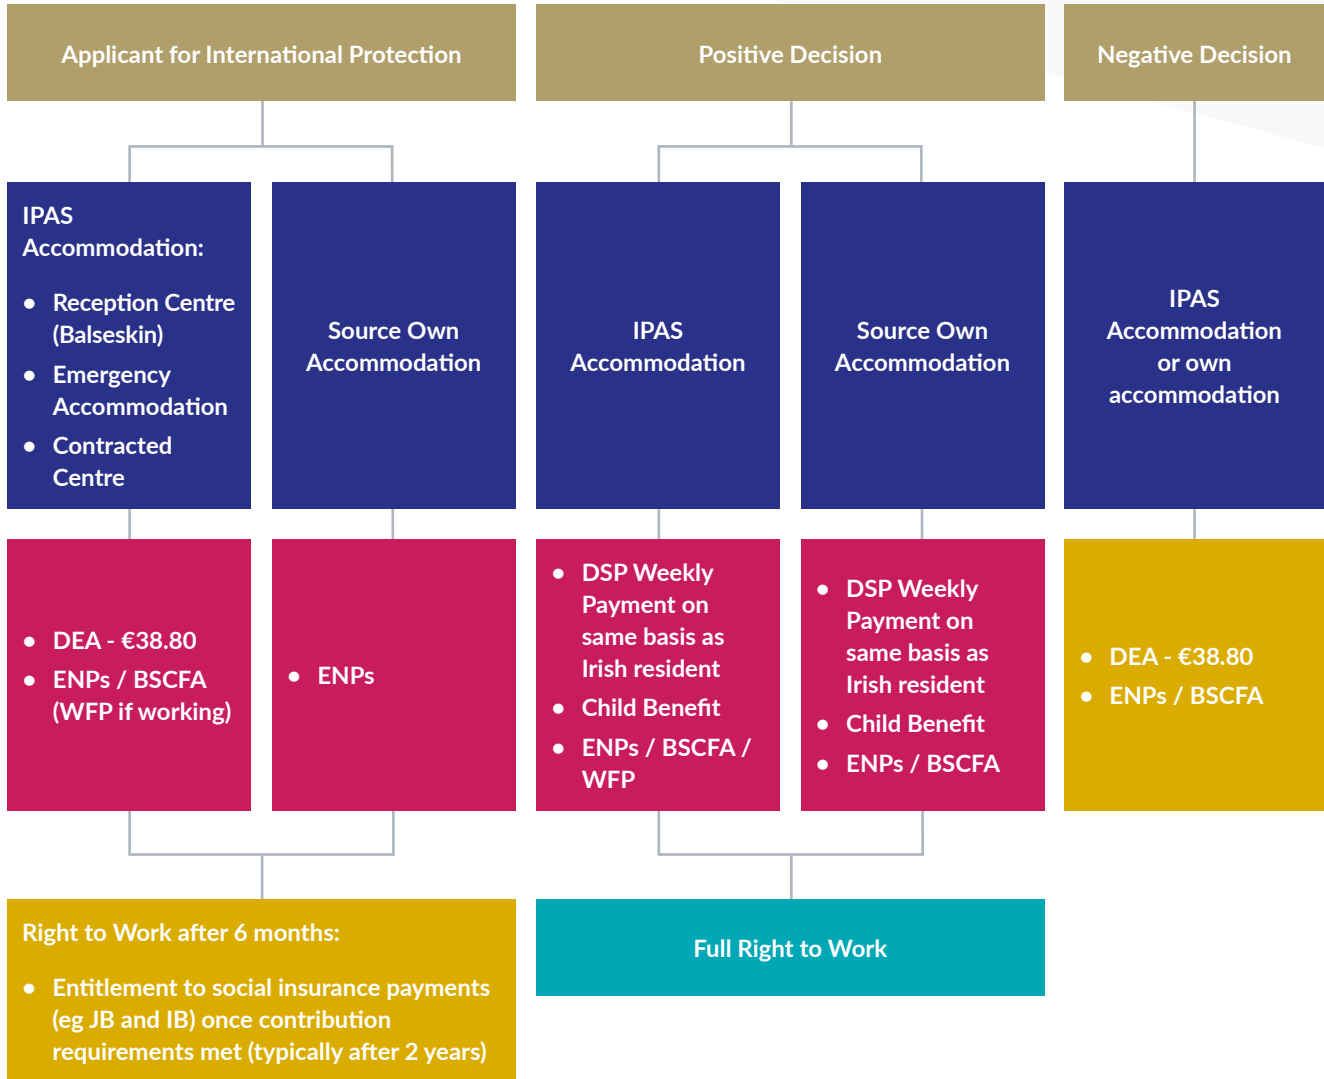 Applicant for International Protection
Positive Decision
Negative Decision
IPAS
Accommodation:
● Reception Centre
(Balseskin)
● Emergency
Accommodation
● Contracted
Centre
Source Own
Accommodation
IPAS
Accommodation
Source Own
Accommodation
IPAS
Accommodation
or own
accommodation
● DEA - €38.80
● ENPs / BSCFA
(WFP if working)
● ENPs
● DSP Weekly
Payment on
same basis as
Irish resident
● Child Benefit
● ENPs / BSCFA /
WFP
● DSP Weekly
Payment on
same basis as
Irish resident
● Child Benefit
● ENPs / BSCFA
● DEA - €38.80
● ENPs / BSCFA
Right to Work after 6 months:
● Entitlement to social insurance payments
(eg JB and IB) once contribution
requirements met (typically after 2 years)
Full Right to Work